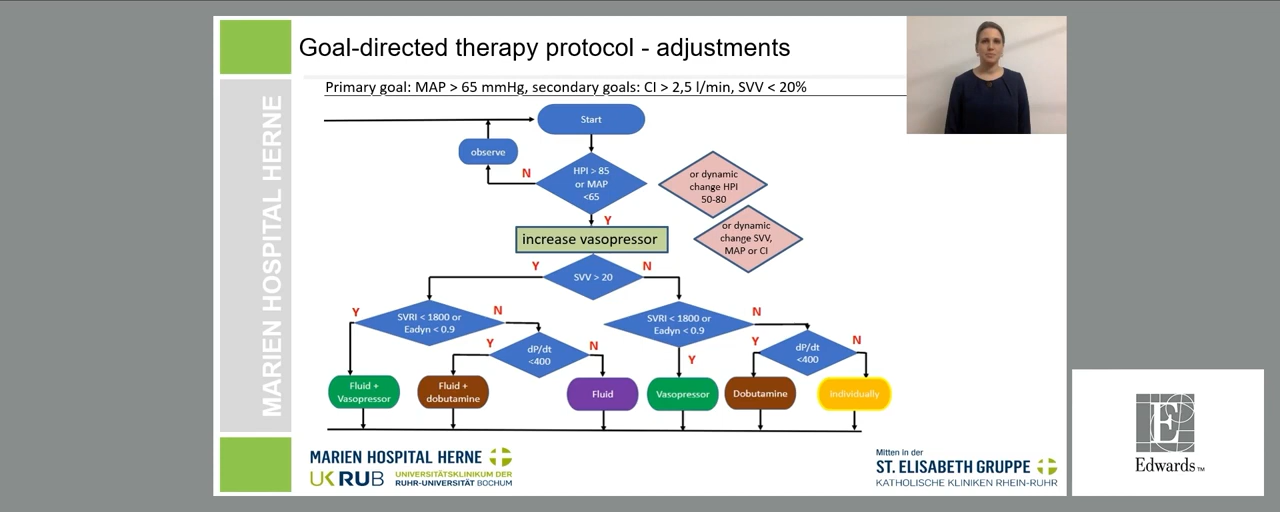 Goal-directed therapy protocol - adjustments
Primary goal: MAP > 65 mmHg, secondary goals: CI > 2,5 l/min, SVV < 20%
MARIEN HOSPITAL HERNE
Start
observe
N
HPI > 85
or MAP
<65
or dynamic
change HPI
50-80
Y
increase vasopressor
or dynamic
change SVV,
MAP or CI
Y
SVV > 20
N
Y
SVRI < 1800 or
Eadyn < 0.9
N
SVRI < 1800 or
Eadyn < 0.9
N
Y
dP/dt
<400
N
Y
Y
dP/dt
<400
N
Fluid +
Vasopressor
Fluid +
dobutamine
Fluid
Vasopressor
Dobutamine
Individually
MARIEN HOSPITAL HERNE
UK RUB
UNIVERSITÄTSKLINIKUM DER
RUHR-UNIVERSITÄT BOCHUM
Mitten in der
ST. ELISABETH GRUPPE
KATHOLISCHE KLINIKEN RHEIN-RUHR
E
Edwards™